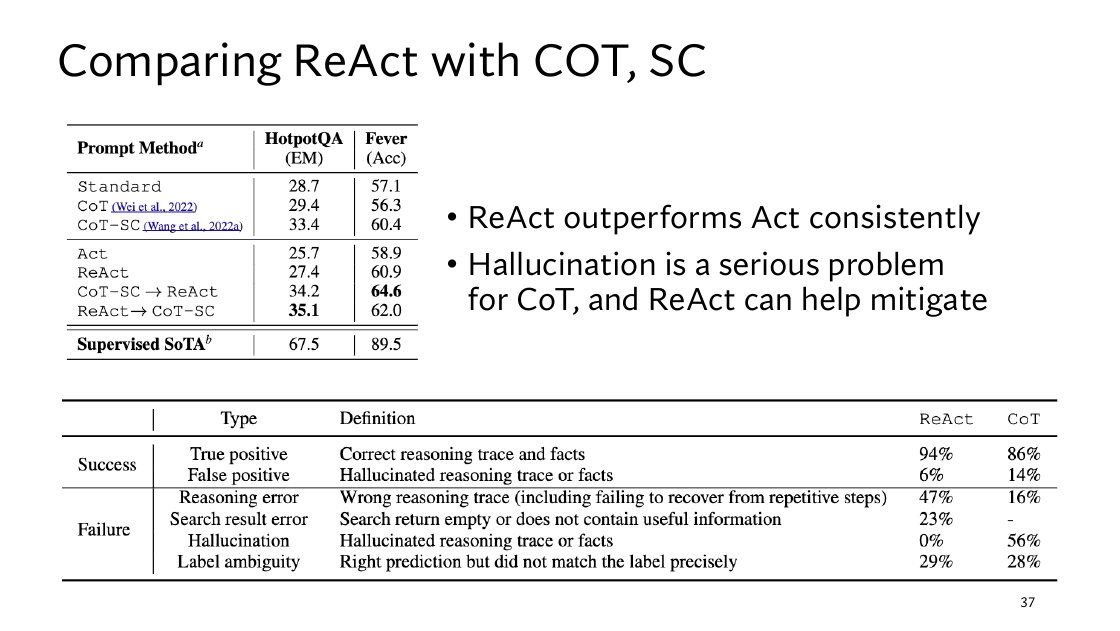 Comparing ReAct with COT, SC
Prompt Methodᵃ HotpotQA (EM) Fever (Acc)
Standard 28.7 57.1
CoT (Wei et al., 2022) 29.4 56.3
CoT-SC (Wang et al., 2022a) 33.4 60.4
Act 25.7 58.9
ReAct 27.4 60.9
CoT-SC → ReAct 34.2 64.6
ReAct → CoT-SC 35.1 62.0
Supervised SoTAᵇ 67.5 89.5
• ReAct outperforms Act consistently
• Hallucination is a serious problem
for CoT, and ReAct can help mitigate
Type Definition ReAct CoT
Success
True positive Correct reasoning trace and facts 94% 86%
False positive Hallucinated reasoning trace or facts 6% 14%
Failure
Reasoning error Wrong reasoning trace (including failing to recover from repetitive steps) 47% 16%
Search result error Search return empty or does not contain useful information 23% -
Hallucination Hallucinated reasoning trace or facts 0% 56%
Label ambiguity Right prediction but did not match the label precisely 29% 28%
37